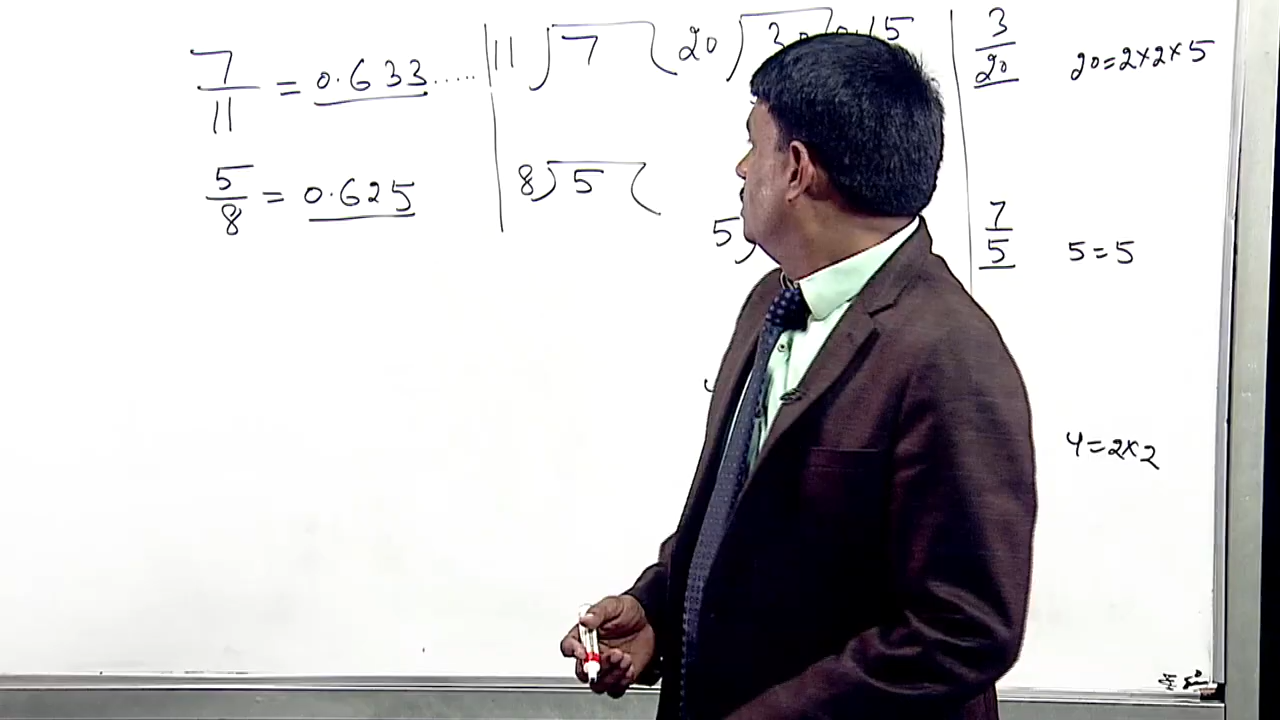 7/11 = 0.633.....
5/8 = 0.625
11) 7 (
8) 5 (
20) 30 0.15
5)
3/20 20=2×2×5
7/5 5=5
4=2×2